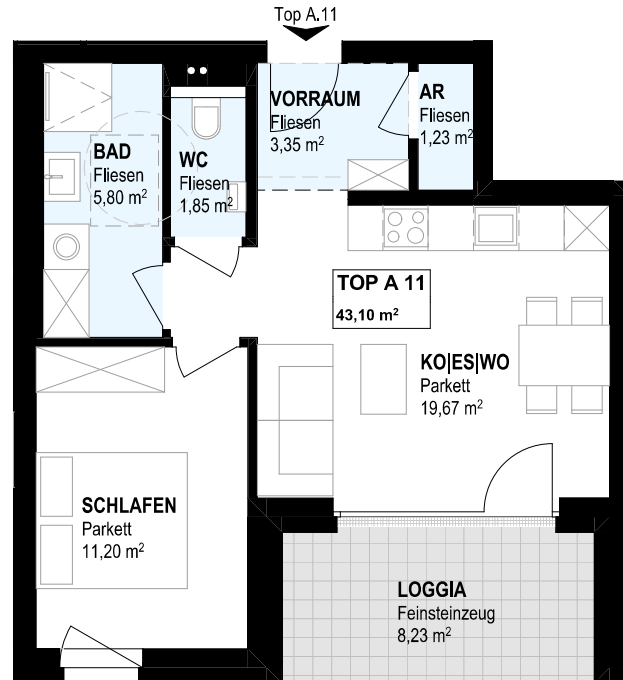 Top A.11
VORRAUM
Fliesen
3,35 m²
AR
Fliesen
1,23 m²
BAD
Fliesen
5,80 m²
WC
Fliesen
1,85 m²
TOP A 11
43,10 m²
KO|ES|WO
Parkett
19,67 m²
SCHLAFEN
Parkett
11,20 m²
LOGGIA
Feinsteinzeug
8,23 m²